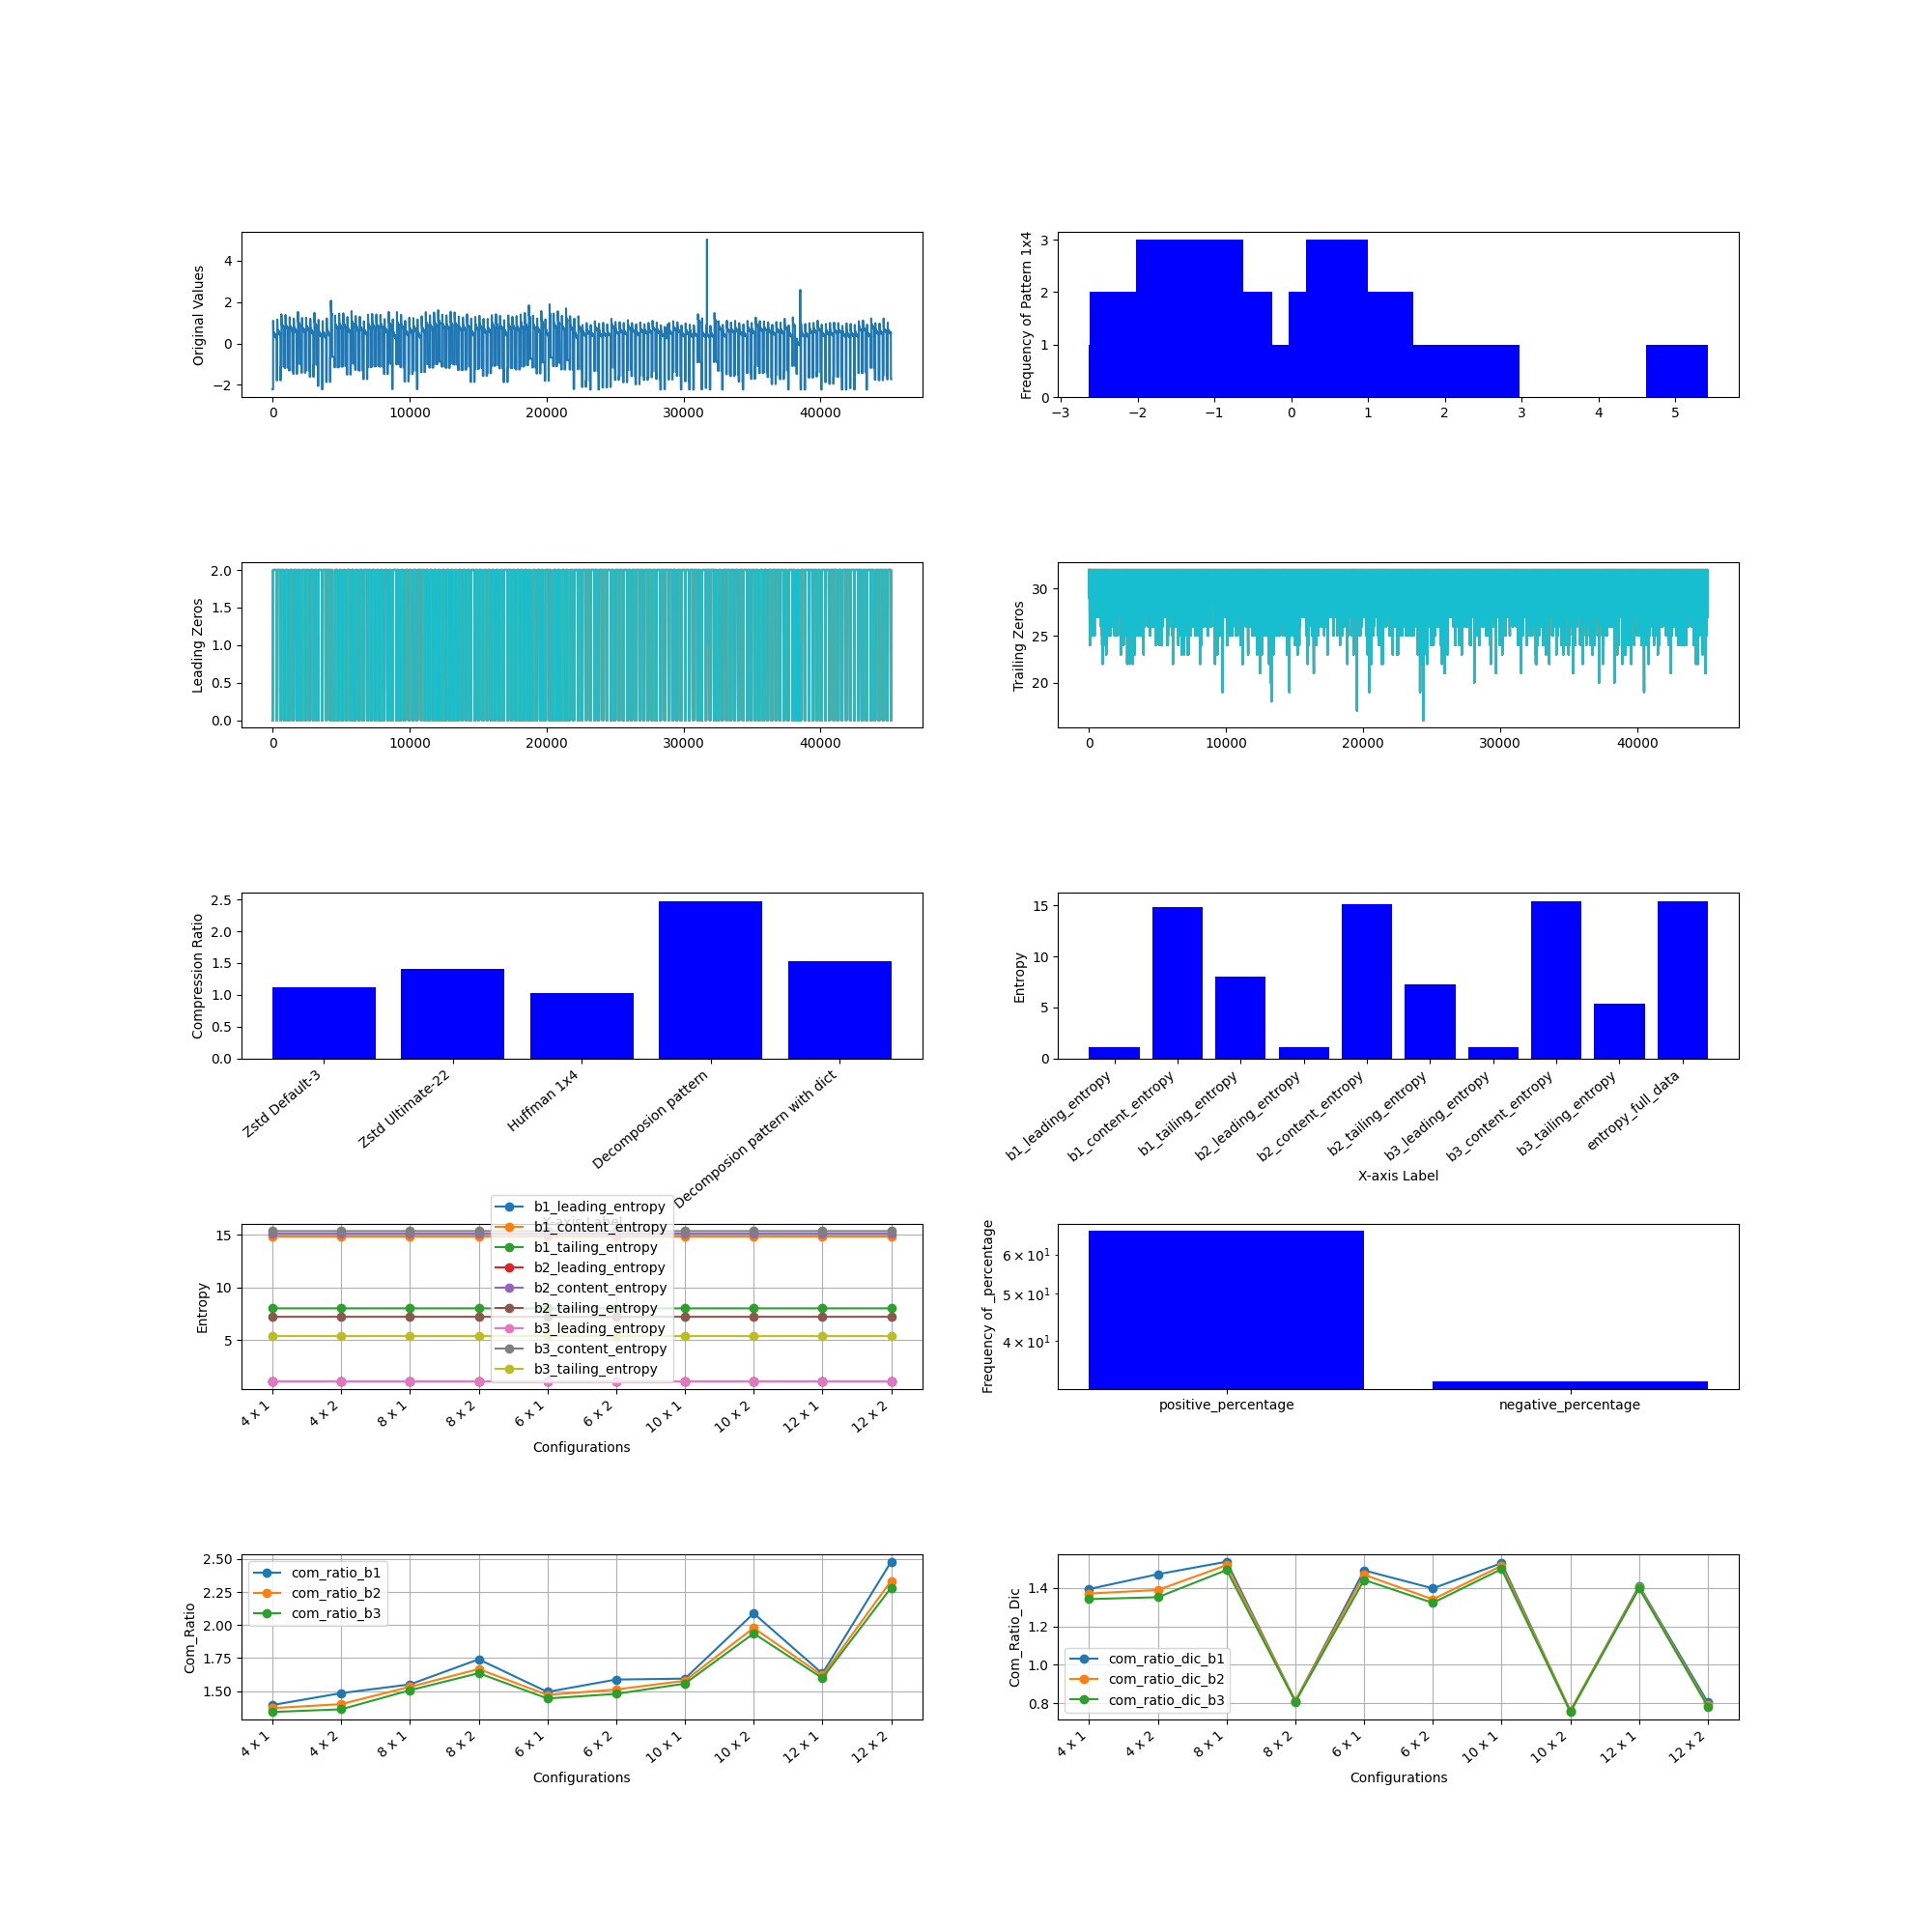 Original Values
4
2
0
−2
0 10000 20000 30000 40000
Frequency of Pattern 1x4
3
2
1
0
−3 −2 −1 0 1 2 3 4 5
Leading Zeros
2.0
1.5
1.0
0.5
0.0
0 10000 20000 30000 40000
Trailing Zeros
30
25
20
0 10000 20000 30000 40000
Compression Ratio
2.5
2.0
1.5
1.0
0.5
0.0
Zstd Default-3
Zstd Ultimate-22
Huffman 1x4
Decomposion pattern
Decomposion pattern with dict
X-axis Label
Entropy
15
10
5
0
b1_leading_entropy
b1_content_entropy
b1_tailing_entropy
b2_leading_entropy
b2_content_entropy
b2_tailing_entropy
b3_leading_entropy
b3_content_entropy
b3_tailing_entropy
entropy_full_data
X-axis Label
Entropy
15
10
5
b1_leading_entropy
b1_content_entropy
b1_tailing_entropy
b2_leading_entropy
b2_content_entropy
b2_tailing_entropy
b3_leading_entropy
b3_content_entropy
b3_tailing_entropy
4 x 1
4 x 2
8 x 1
8 x 2
6 x 1
6 x 2
10 x 1
10 x 2
12 x 1
12 x 2
Configurations
Frequency of _percentage
6 × 10¹
5 × 10¹
4 × 10¹
positive_percentage negative_percentage
Com_Ratio
2.50
2.25
2.00
1.75
1.50
com_ratio_b1
com_ratio_b2
com_ratio_b3
4 x 1
4 x 2
8 x 1
8 x 2
6 x 1
6 x 2
10 x 1
10 x 2
12 x 1
12 x 2
Configurations
Com_Ratio_Dic
1.4
1.2
1.0
0.8
com_ratio_dic_b1
com_ratio_dic_b2
com_ratio_dic_b3
4 x 1
4 x 2
8 x 1
8 x 2
6 x 1
6 x 2
10 x 1
10 x 2
12 x 1
12 x 2
Configurations